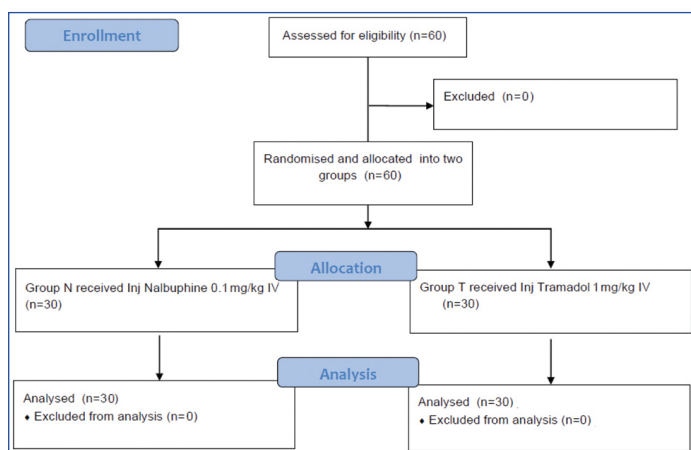 Enrollment
Assessed for eligibility (n=60)
Excluded (n=0)
Randomised and allocated into two
groups (n=60)
Allocation
Group N received Inj Nalbuphine 0.1mg/kg IV
(n=30)
Group T received Inj Tramadol 1mg/kg IV
(n=30)
Analysis
Analysed (n=30)
♦ Excluded from analysis (n=0)
Analysed (n=30)
♦ Excluded from analysis (n=0)